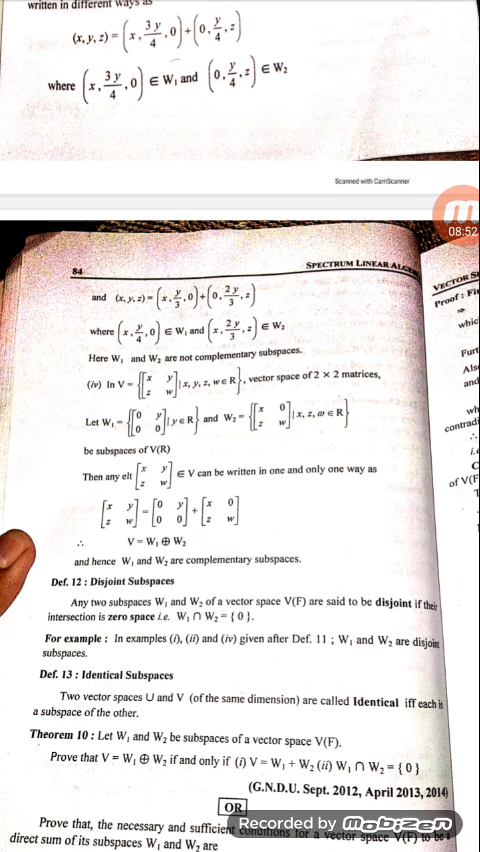 written in different ways as
(x, y, z) = (x, 3y/4, 0) + (0, y/4, z)
where (x, 3y/4, 0) ∈ W₁ and (0, y/4, z) ∈ W₂
Scanned with CamScanner
08:52
84 SPECTRUM LINEAR ALGE
and (x, y, z) = (x, y/3, 0) + (0, 2y/3, z)
where (x, y/4, 0) ∈ W₁ and (x, 2y/3, z) ∈ W₂
Here W₁ and W₂ are not complementary subspaces.
(iv) In V = {[x y; z w] | x, y, z, w ∈ R}, vector space of 2 × 2 matrices,
Let W₁ = {[0 y; 0 0] | y ∈ R} and W₂ = {[x 0; z w] | x, z, ω ∈ R}
be subspaces of V(R)
Then any elt [x y; z w] ∈ V can be written in one and only one way as
[x y; z w] = [0 y; 0 0] + [x 0; z w]
∴ V = W₁ ⊕ W₂
and hence W₁ and W₂ are complementary subspaces.
Def. 12 : Disjoint Subspaces
Any two subspaces W₁ and W₂ of a vector space V(F) are said to be disjoint if their
intersection is zero space i.e. W₁ ∩ W₂ = { 0 }.
For example : In examples (i), (ii) and (iv) given after Def. 11 ; W₁ and W₂ are disjoint
subspaces.
Def. 13 : Identical Subspaces
Two vector spaces U and V (of the same dimension) are called Identical iff each is
a subspace of the other.
Theorem 10 : Let W₁ and W₂ be subspaces of a vector space V(F).
Prove that V = W₁ ⊕ W₂ if and only if (i) V = W₁ + W₂ (ii) W₁ ∩ W₂ = { 0 }
(G.N.D.U. Sept. 2012, April 2013, 2014)
OR
Prove that, the necessary and sufficient conditions for a vector space V(F) to be a
direct sum of its subspaces W₁ and W₂ are
VECTOR S
Proof : Fi
⇒
whic
Furt
Als
and
wh
contradi
∴
i.e
C
of V(F
Recorded by Mobizen